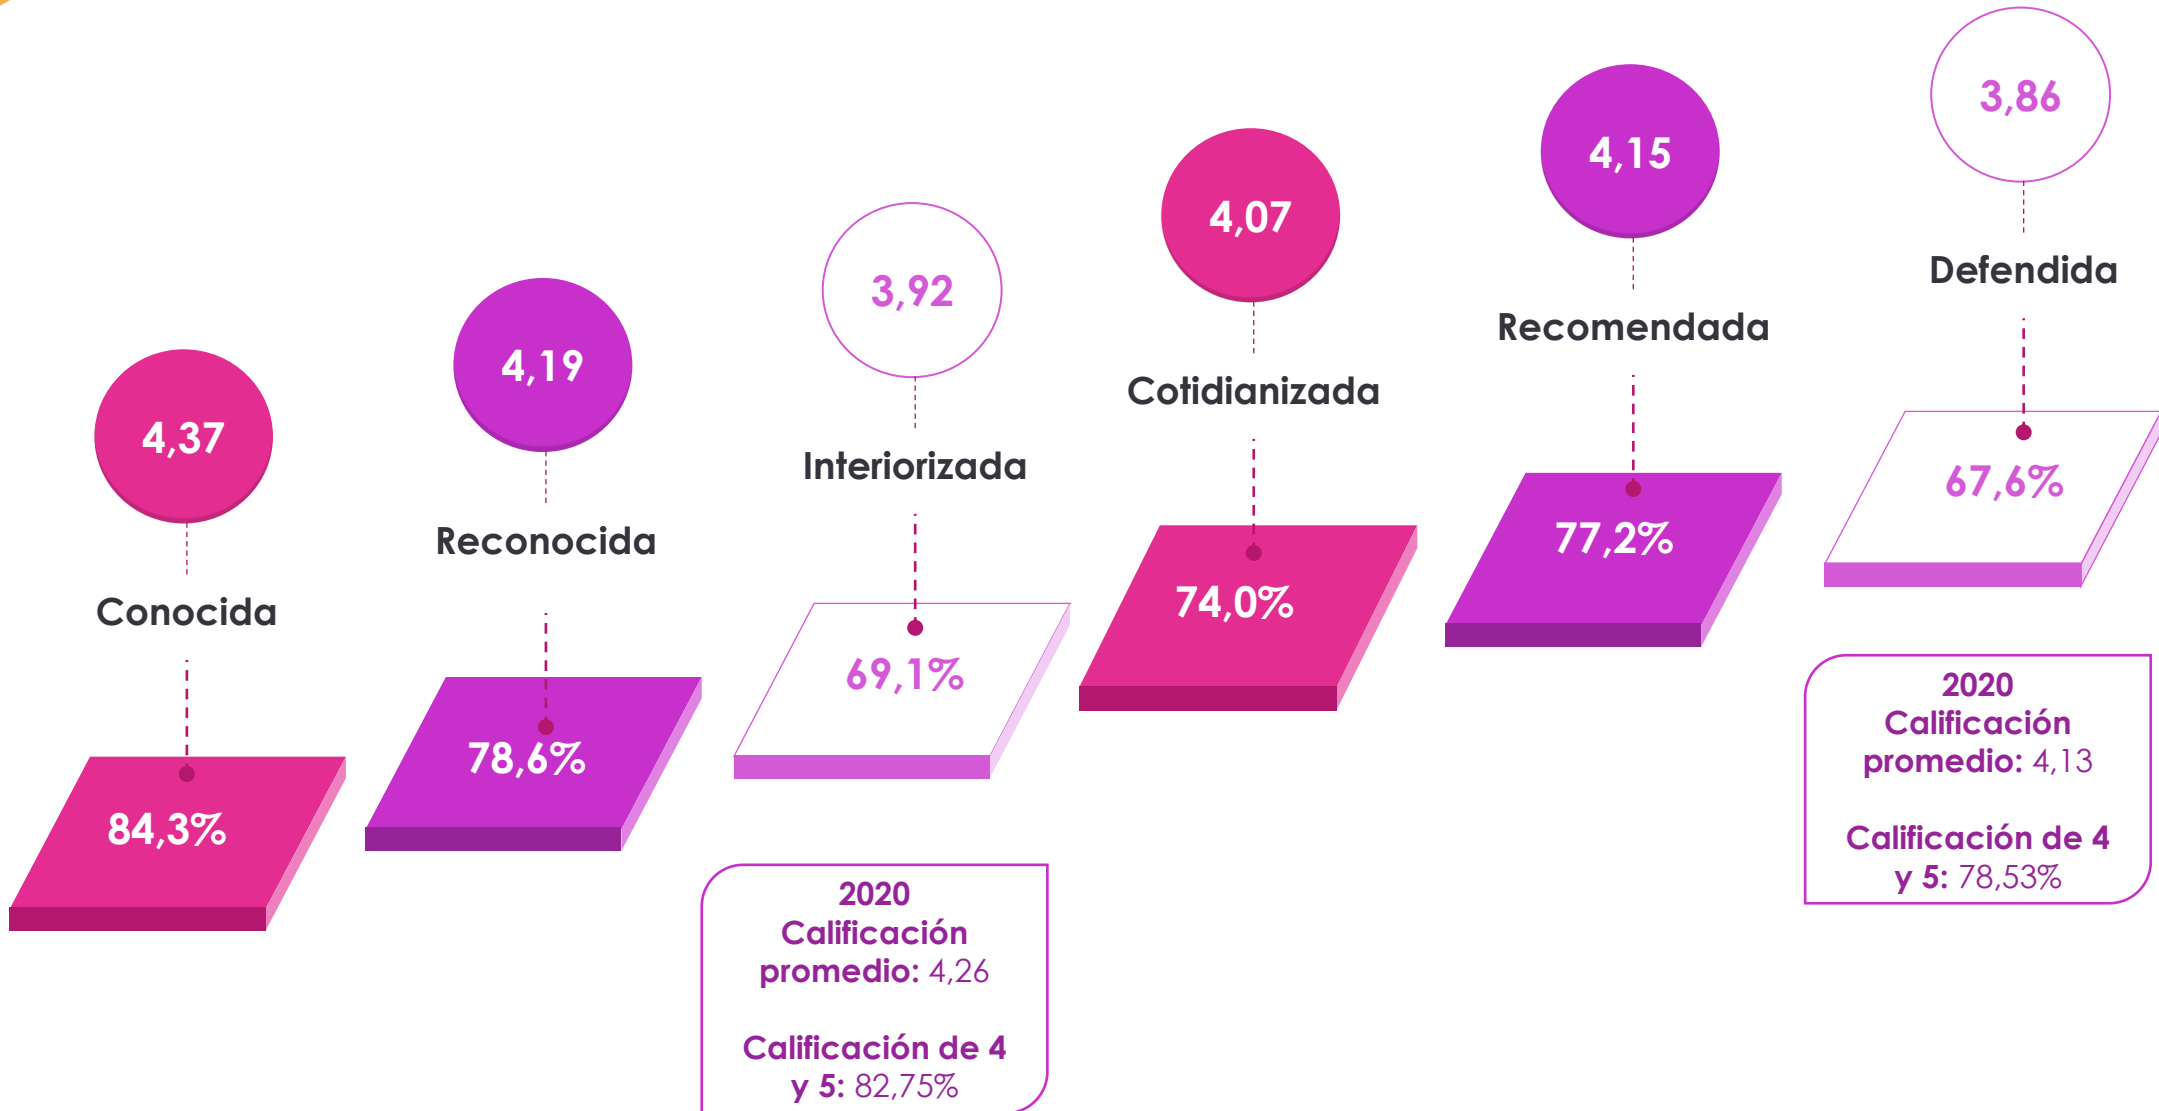 4,37
Conocida
84,3%
4,19
Reconocida
78,6%
3,92
Interiorizada
69,1%
2020
Calificación
promedio: 4,26
Calificación de 4
y 5: 82,75%
4,07
Cotidianizada
74,0%
4,15
Recomendada
77,2%
3,86
Defendida
67,6%
2020
Calificación
promedio: 4,13
Calificación de 4
y 5: 78,53%